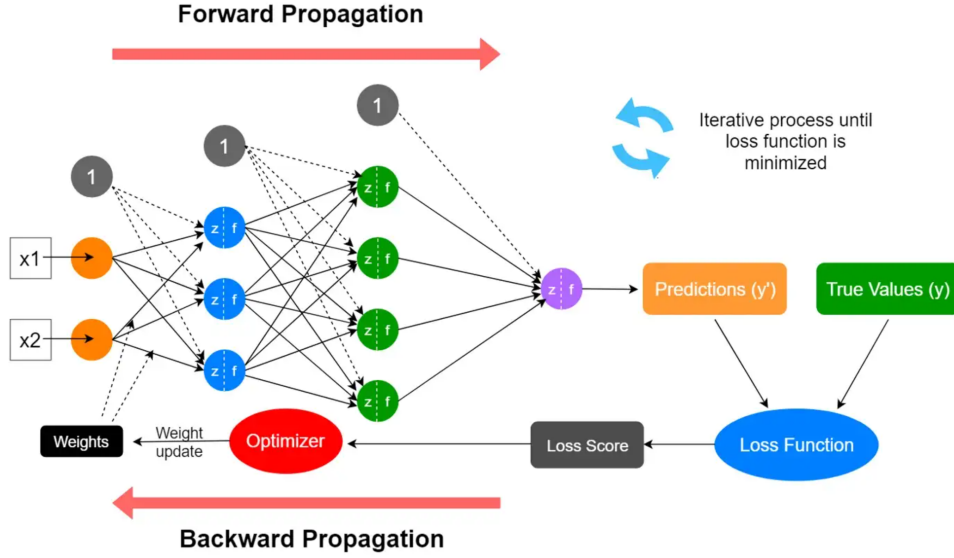 Forward Propagation
1
1
1
Iterative process until
loss function is
minimized
z f
z f
x1
z f
z f
z f
Predictions (y')
True Values (y)
x2
z f
z f
z f
Weights
Weight
update
Optimizer
Loss Score
Loss Function
Backward Propagation